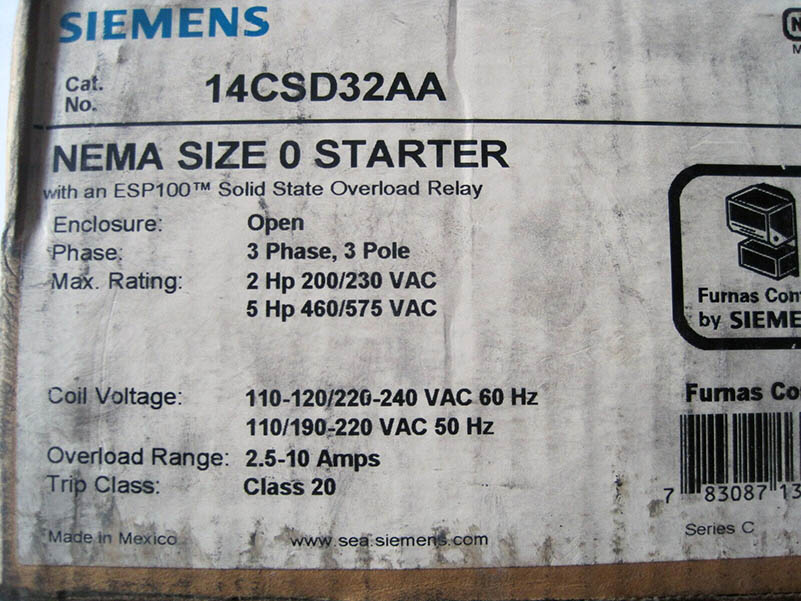 SIEMENS
Cat. No. 14CSD32AA
NEMA SIZE 0 STARTER
with an ESP100™ Solid State Overload Relay
Enclosure: Open
Phase: 3 Phase, 3 Pole
Max. Rating: 2 Hp 200/230 VAC
5 Hp 460/575 VAC
Furnas Con
by SIEME
Coil Voltage: 110-120/220-240 VAC 60 Hz
110/190-220 VAC 50 Hz
Furnas Co
Overload Range: 2.5-10 Amps
Trip Class: Class 20
7 83087 13
Made in Mexico
www.sea.siemens.com
Series C